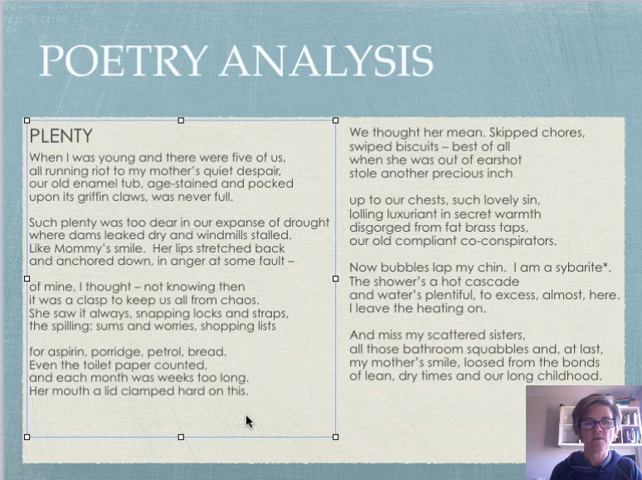 POETRY ANALYSIS
PLENTY
When I was young and there were five of us,
all running riot to my mother's quiet despair,
our old enamel tub, age-stained and pocked
upon its griffin claws, was never full.
Such plenty was too dear in our expanse of drought
where dams leaked dry and windmills stalled.
Like Mommy's smile. Her lips stretched back
and anchored down, in anger at some fault –
of mine, I thought – not knowing then
it was a clasp to keep us all from chaos.
She saw it always, snapping locks and straps,
the spilling: sums and worries, shopping lists
for aspirin, porridge, petrol, bread.
Even the toilet paper counted,
and each month was weeks too long.
Her mouth a lid clamped hard on this.
We thought her mean. Skipped chores,
swiped biscuits – best of all
when she was out of earshot
stole another precious inch
up to our chests, such lovely sin,
lolling luxuriant in secret warmth
disgorged from fat brass taps,
our old compliant co-conspirators.
Now bubbles lap my chin. I am a sybarite*.
The shower's a hot cascade
and water's plentiful, to excess, almost, here.
I leave the heating on.
And miss my scattered sisters,
all those bathroom squabbles and, at last,
my mother's smile, loosed from the bonds
of lean, dry times and our long childhood.